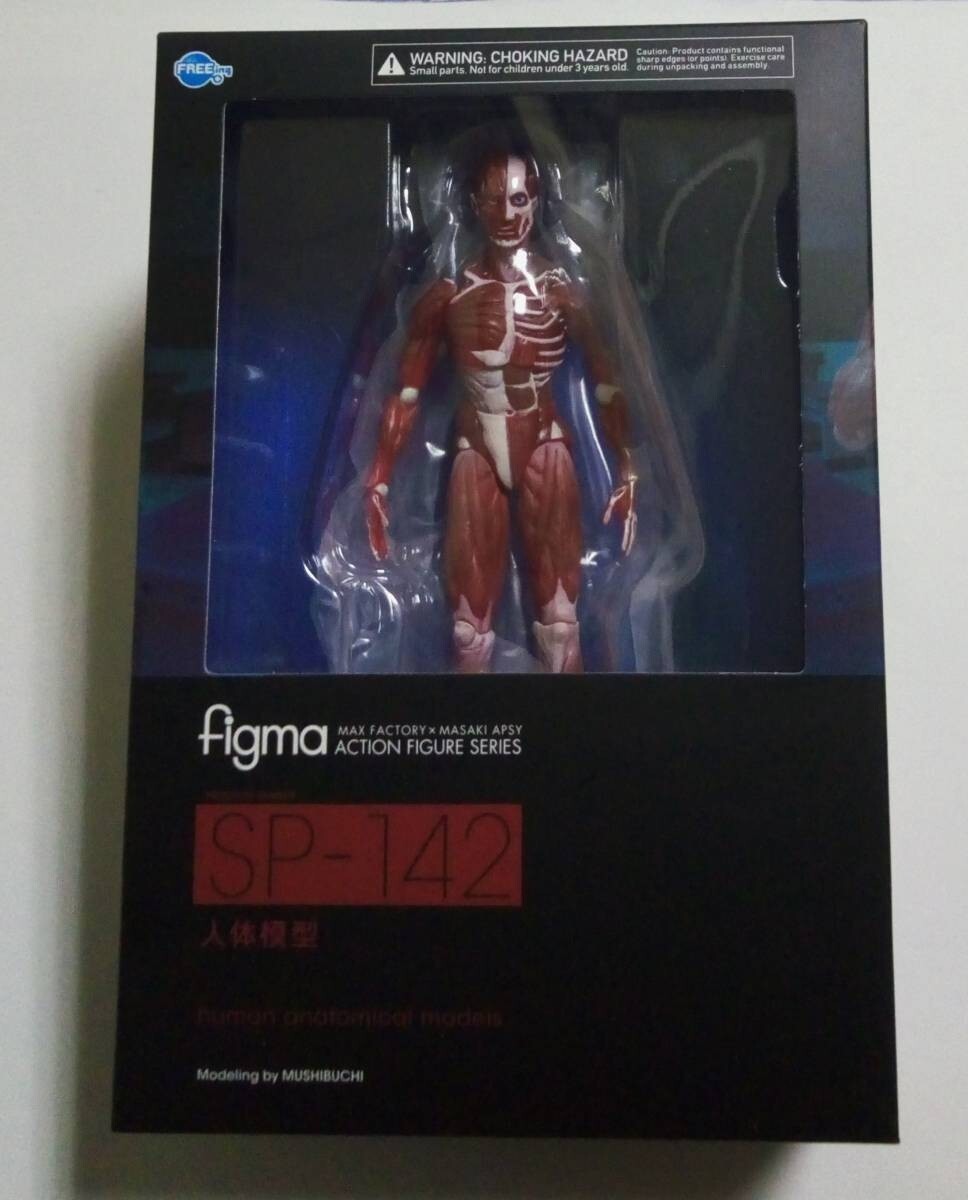 FREEing
WARNING: CHOKING HAZARD
Small parts. Not for children under 3 years old.
Caution: Product contains functional
sharp edges (or points). Exercise care
during unpacking and assembly.
figma
MAX FACTORY × MASAKI APSY
ACTION FIGURE SERIES
SP-142
人体模型
human anatomical models
Modeling by MUSHIBUCHI